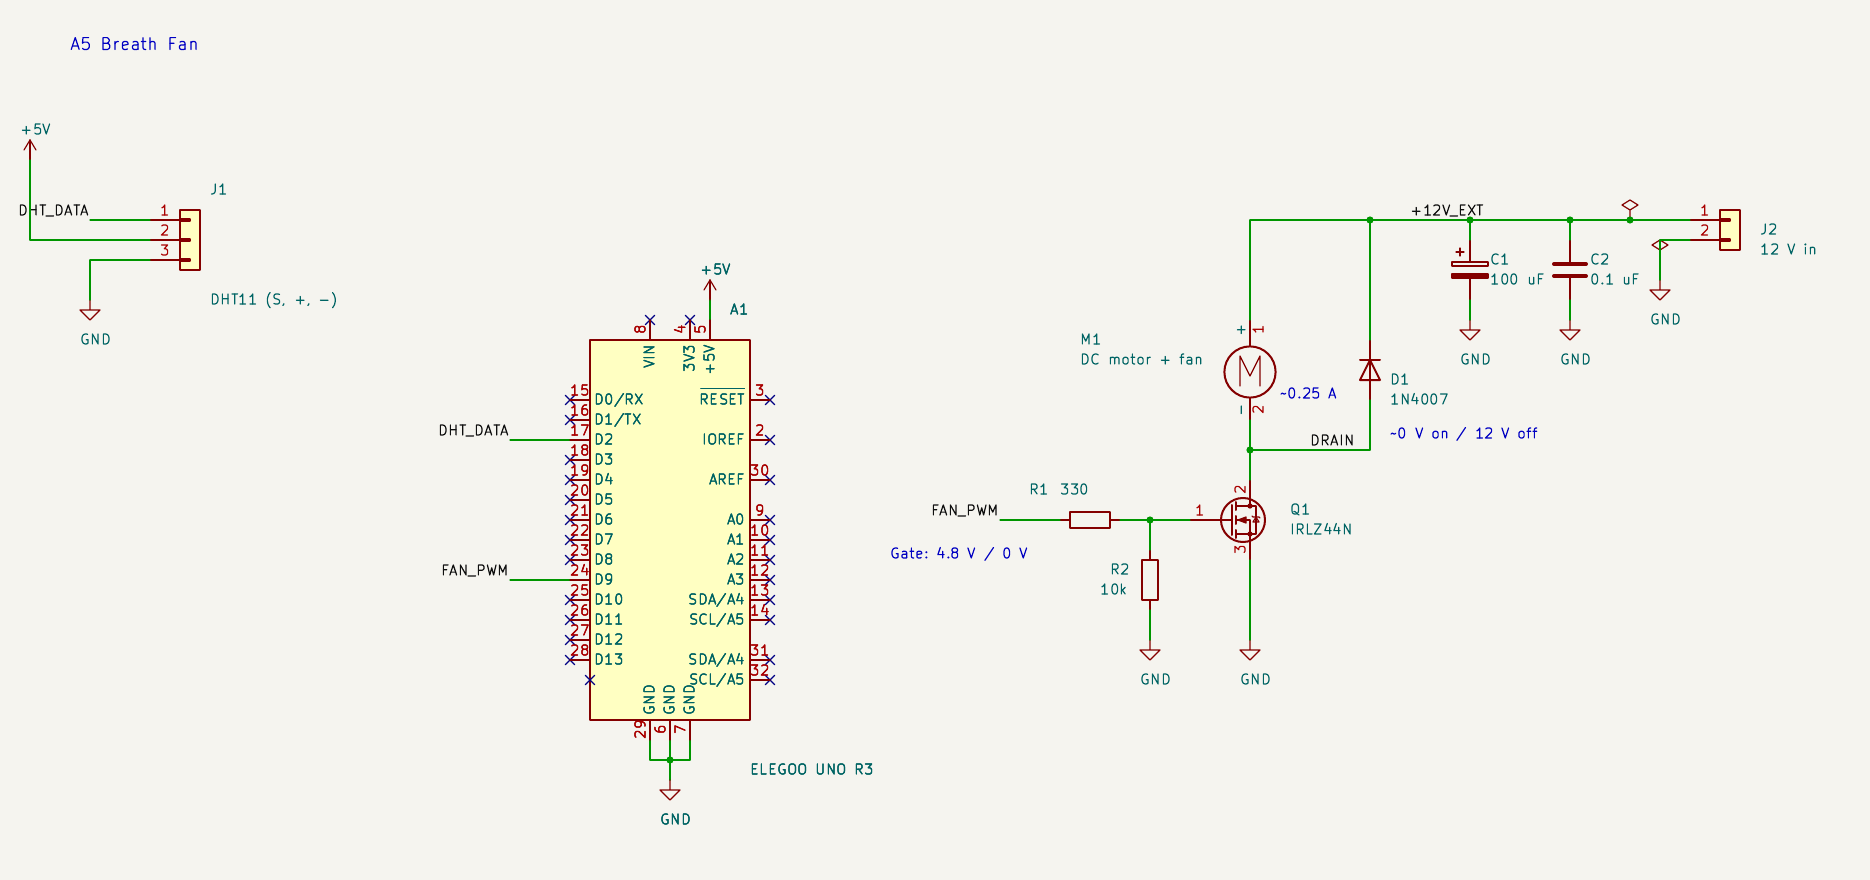 A5 Breath Fan
+5V
J1
DHT_DATA
1
2
3
DHT11 (S, +, -)
GND
+5V
A1
8
4
5
VIN
3V3
+5V
15
D0/RX
16
D1/TX
DHT_DATA
17
D2
18
D3
19
D4
20
D5
21
D6
22
D7
23
D8
FAN_PWM
24
D9
25
D10
26
D11
27
D12
28
D13
RESET
3
IOREF
2
AREF
30
A0
9
A1
10
A2
11
A3
12
SDA/A4
13
SCL/A5
14
SDA/A4
31
SCL/A5
32
GND
GND
GND
29
6
7
ELEGOO UNO R3
GND
+12V_EXT
1
2
J2
12 V in
GND
C1
100 uF
GND
C2
0.1 uF
GND
M1
DC motor + fan
+
1
M
-
2
~0.25 A
D1
1N4007
~0 V on / 12 V off
DRAIN
R1 330
FAN_PWM
Gate: 4.8 V / 0 V
1
2
3
Q1
IRLZ44N
R2
10k
GND
GND